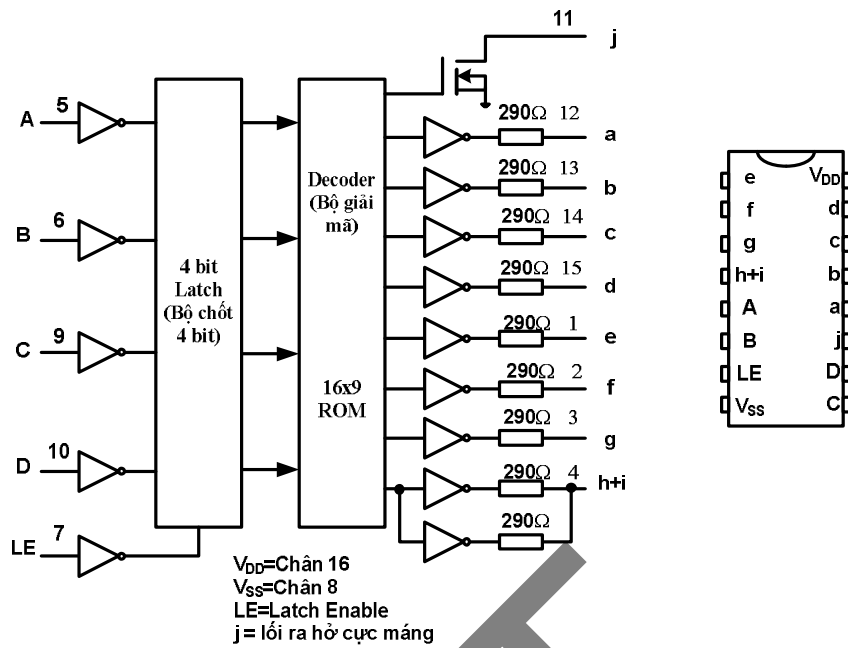 11 j
A 5
B 6
C 9
D 10
LE 7
4 bit
Latch
(Bộ chốt
4 bit)
Decoder
(Bộ giải
mã)
16x9
ROM
290Ω 12 a
290Ω 13 b
290Ω 14 c
290Ω 15 d
290Ω 1 e
290Ω 2 f
290Ω 3 g
290Ω 4 h+i
290Ω
VDD=Chân 16
VSS=Chân 8
LE=Latch Enable
j = lối ra hở cực máng
e VDD
f d
g c
h+i b
A a
B j
LE D
VSS C